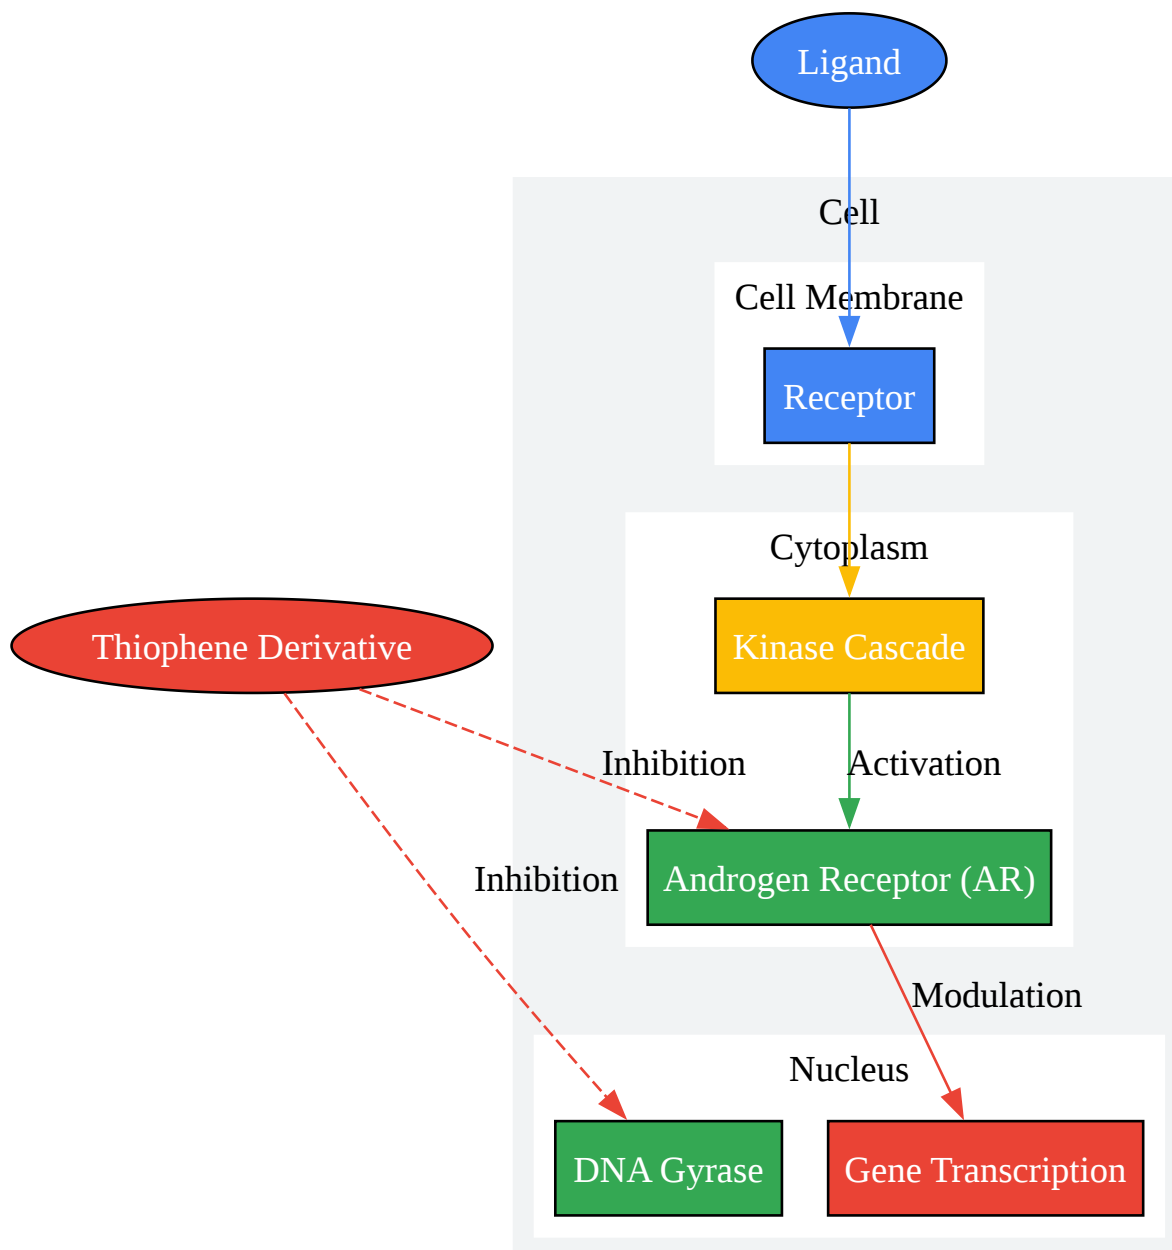 Ligand
Cell
Cell Membrane
Receptor
Cytoplasm
Thiophene Derivative
Kinase Cascade
Inhibition
Activation
Inhibition
Androgen Receptor (AR)
Modulation
Nucleus
DNA Gyrase
Gene Transcription